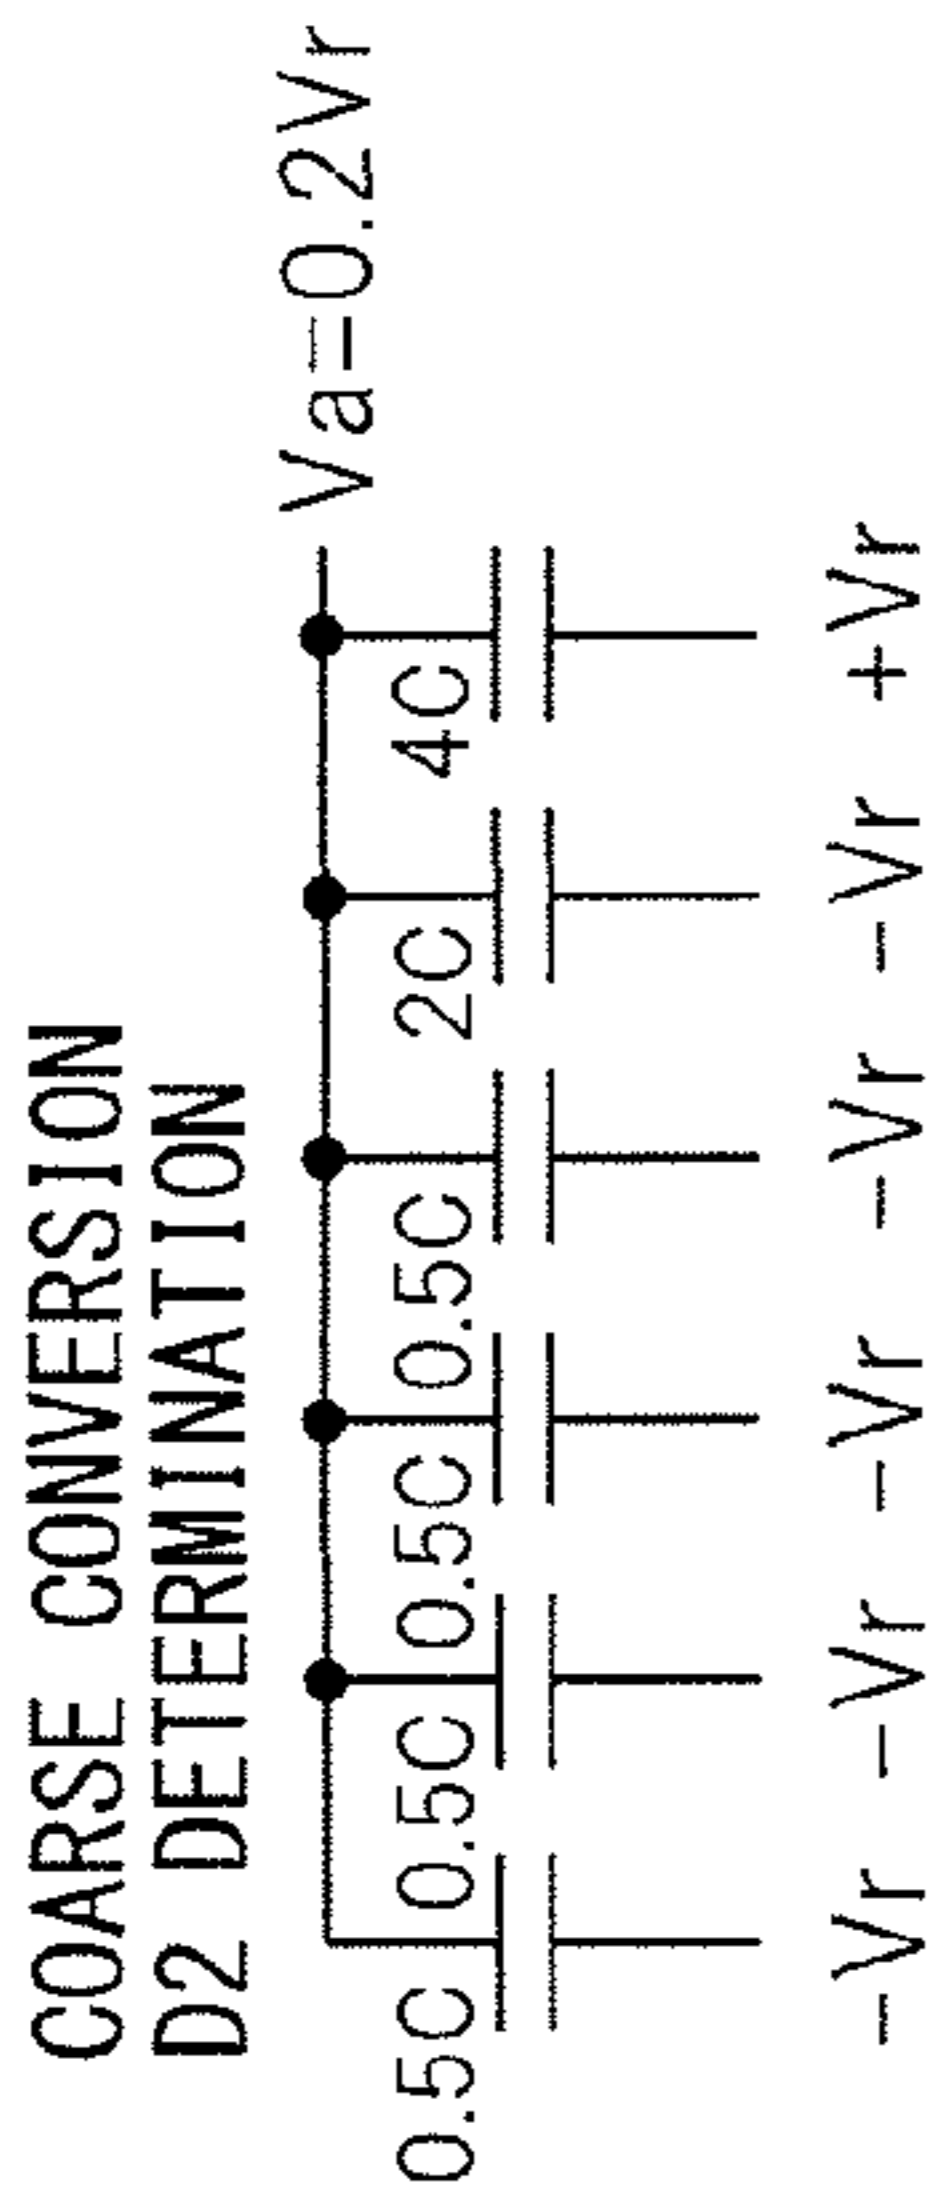 COARSE CONVERSION
D2 DETERMINATION
Va=0.2Vr
0.5C 0.5C 0.5C 0.5C 2C 4C
-Vr -Vr -Vr -Vr -Vr +Vr